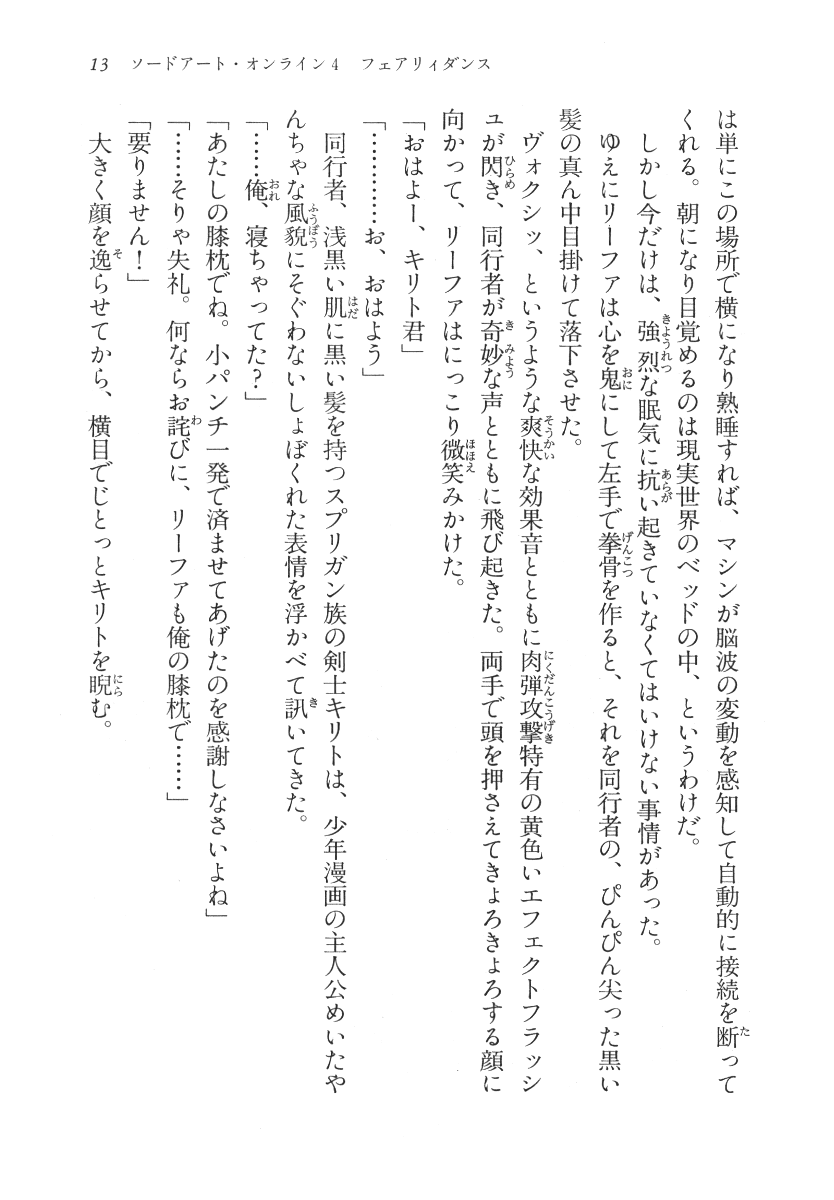 13　ソードアート・オンライン4　フェアリィダンス
は単にこの場所で横になり熟睡すれば、マシンが脳波の変動を感知して自動的に接続を断って
くれる。朝になり目覚めるのは現実世界のベッドの中、というわけだ。
しかし今だけは、強烈な眠気に抗い起きていなくてはいけない事情があった。
ゆえにリーファは心を鬼にして左手で拳骨を作ると、それを同行者の、ぴんぴん尖った黒い
髪の真ん中目掛けて落下させた。
ヴォクシッ、というような爽快な効果音とともに肉弾攻撃特有の黄色いエフェクトフラッシ
ュが閃き、同行者が奇妙な声とともに飛び起きた。両手で頭を押さえてきょろきょろする顔に
向かって、リーファはにっこり微笑みかけた。
「おはよー、キリト君」
「…………お、おはよう」
同行者、浅黒い肌に黒い髪を持つスプリガン族の剣士キリトは、少年漫画の主人公めいたや
んちゃな風貌にそぐわないしょぼくれた表情を浮かべて訊いてきた。
「……俺、寝ちゃってた？」
「あたしの膝枕でね。小パンチ一発で済ませてあげたのを感謝しなさいよね」
「……そりゃ失礼。何ならお詫びに、リーファも俺の膝枕で……」
「要りません！」
大きく顔を逸らせてから、横目でじとっとキリトを睨む。